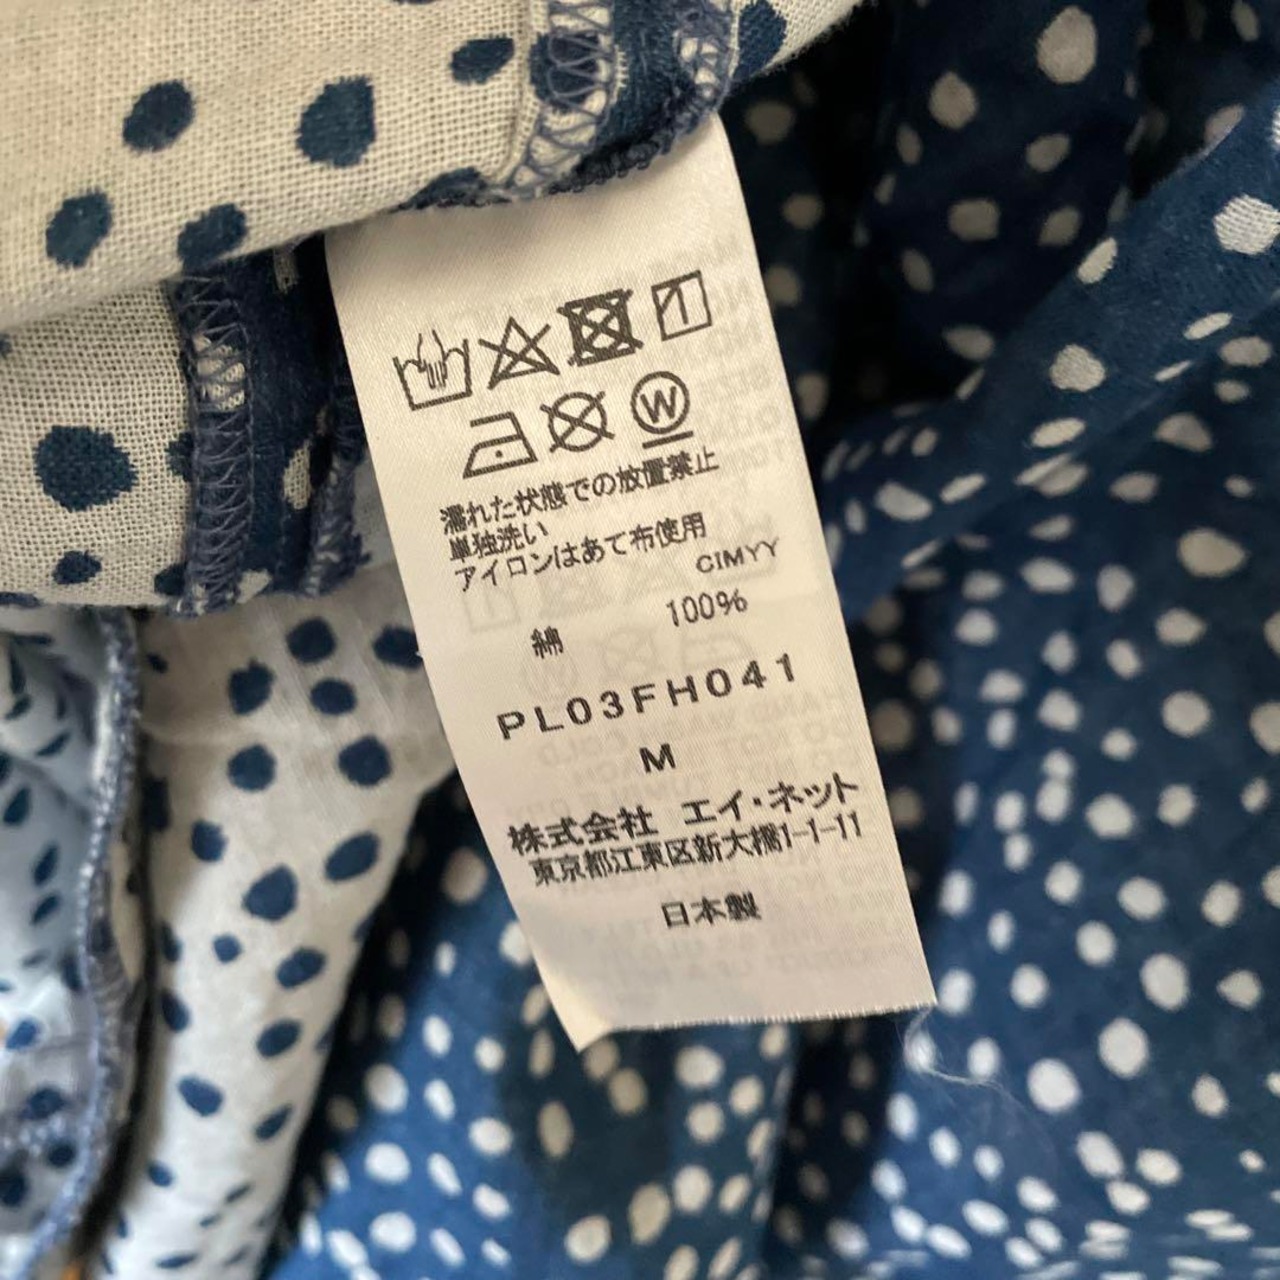 濡れた状態での放置禁止
単独洗い
アイロンはあて布使用
CIMYY
綿 100%
PL03FH041
M
株式会社 エイ・ネット
東京都江東区新大橋1-1-11
日本製